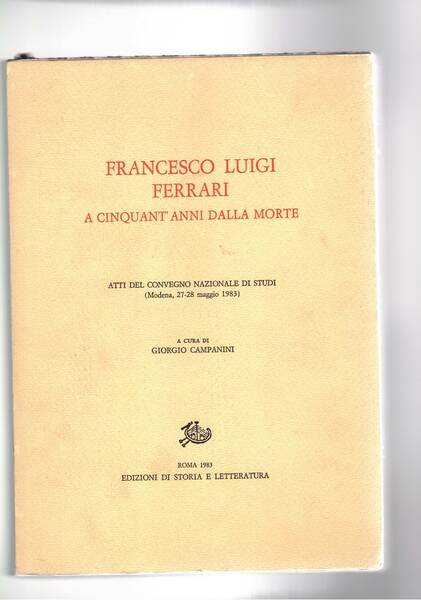 FRANCESCO LUIGI
FERRARI
A CINQUANT'ANNI DALLA MORTE
ATTI DEL CONVEGNO NAZIONALE DI STUDI
(Modena, 27-28 maggio 1983)
A CURA DI
GIORGIO CAMPANINI
ROMA 1983
EDIZIONI DI STORIA E LETTERATURA